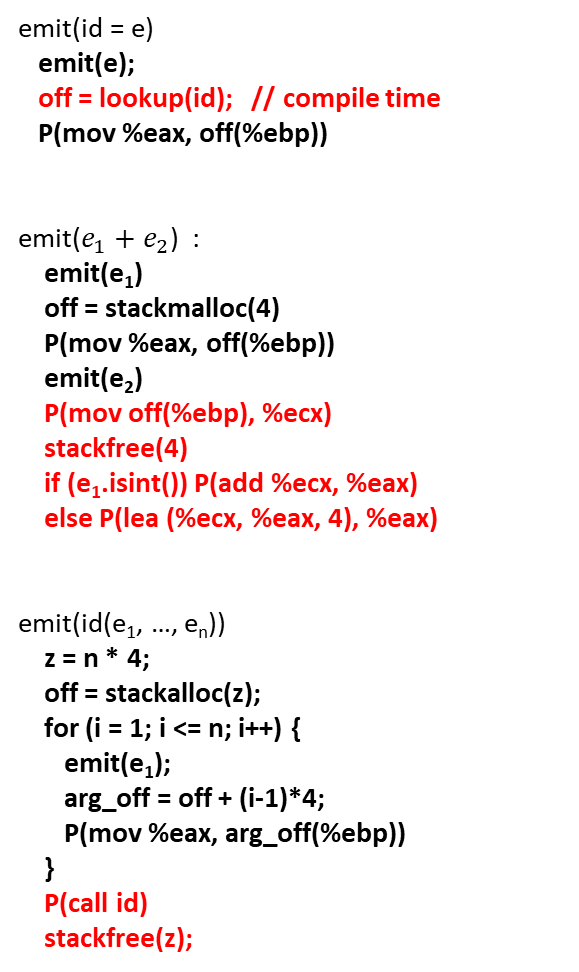 emit(id = e)
emit(e);
off = lookup(id);   // compile time
P(mov %eax, off(%ebp))
emit(𝑒₁ + 𝑒₂) :
emit(e₁)
off = stackmalloc(4)
P(mov %eax, off(%ebp))
emit(e₂)
P(mov off(%ebp), %ecx)
stackfree(4)
if (e₁.isint()) P(add %ecx, %eax)
else P(lea (%ecx, %eax, 4), %eax)
emit(id(e₁, …, eₙ))
z = n * 4;
off = stackalloc(z);
for (i = 1; i <= n; i++) {
emit(e₁);
arg_off = off + (i-1)*4;
P(mov %eax, arg_off(%ebp))
}
P(call id)
stackfree(z);